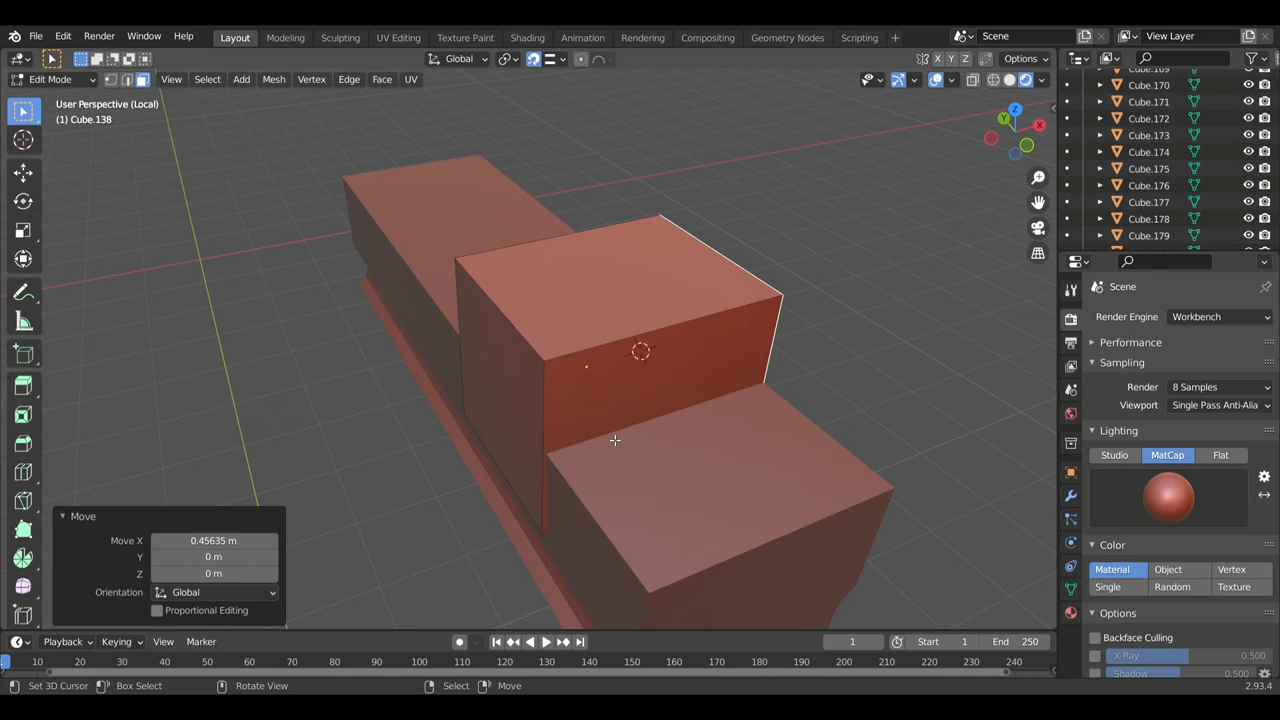 File Edit Render Window Help Layout Modeling Sculpting UV Editing Texture Paint Shading Animation Rendering Compositing Geometry Nodes Scripting + Scene View Layer
Global X Y Z Options
Edit Mode View Select Add Mesh Vertex Edge Face UV
User Perspective (Local)
(1) Cube.138
Z
Y
X
Cube.169
Cube.170
Cube.171
Cube.172
Cube.173
Cube.174
Cube.175
Cube.176
Cube.177
Cube.178
Cube.179
Scene
Render Engine Workbench
Performance
Sampling
Render 8 Samples
Viewport Single Pass Anti-Alia
Lighting
Studio MatCap Flat
Color
Material Object Vertex
Single Random Texture
Options
Backface Culling
X-Ray 0.500
Shadow 0.500
Move
Move X 0.45635 m
Y 0 m
Z 0 m
Orientation Global
Proportional Editing
Playback Keying View Marker 1 Start 1 End 250
10 20 30 40 50 60 70 80 90 100 110 120 130 140 150 160 170 180 190 200 210 220 230 240
Set 3D Cursor Box Select Rotate View Select Move 2.93.4